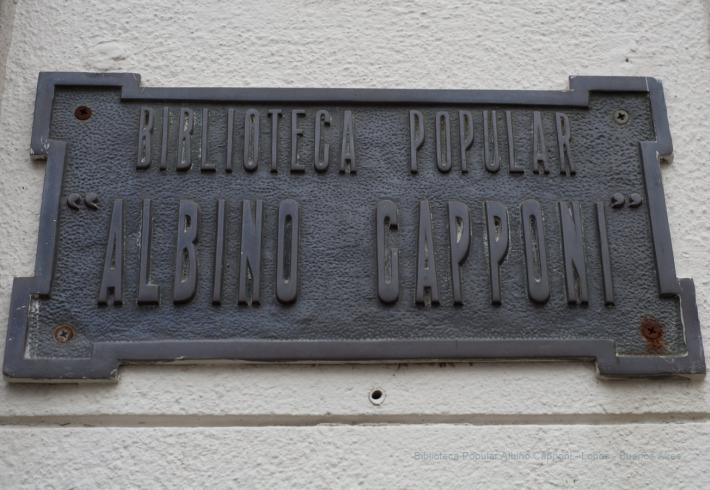 BIBLIOTECA POPULAR
"ALBINO CAPPONI"
Biblioteca Popular Albino Capponi - Lobos - Buenos Aires